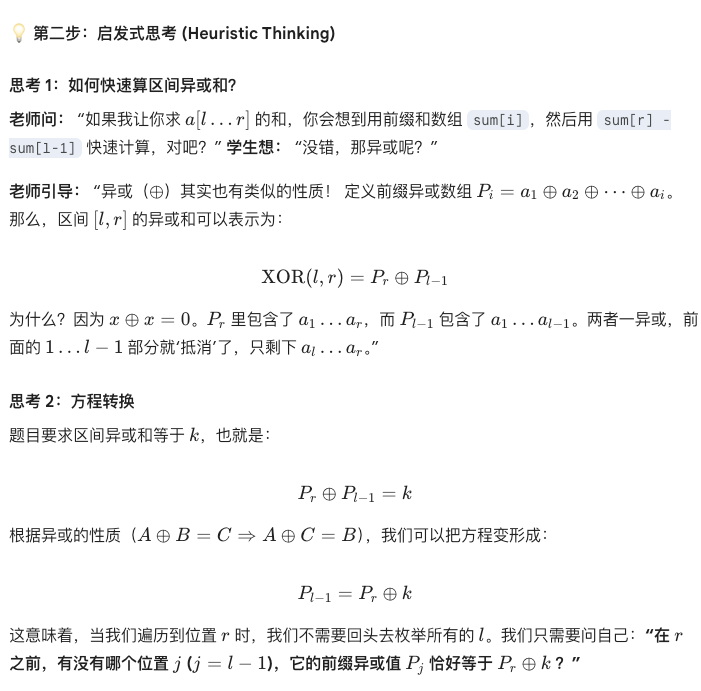 💡 第二步：启发式思考 (Heuristic Thinking)
思考 1：如何快速算区间异或和？
老师问： “如果我让你求 a[l…r] 的和，你会想到用前缀和数组 sum[i] ，然后用 sum[r] -
sum[l-1] 快速计算，对吧？” 学生想： “没错，那异或呢？”
老师引导： “异或（⊕）其实也有类似的性质！ 定义前缀异或数组 P_i = a_1 ⊕ a_2 ⊕ ⋯ ⊕ a_i。
那么，区间 [l, r] 的异或和可以表示为：
XOR(l, r) = P_r ⊕ P_{l−1}
为什么？因为 x ⊕ x = 0。P_r 里包含了 a_1…a_r，而 P_{l−1} 包含了 a_1…a_{l−1}。两者一异或，前
面的 1…l − 1 部分就‘抵消’了，只剩下 a_l…a_r。”
思考 2：方程转换
题目要求区间异或和等于 k，也就是：
P_r ⊕ P_{l−1} = k
根据异或的性质（A ⊕ B = C ⇒ A ⊕ C = B），我们可以把方程变形成：
P_{l−1} = P_r ⊕ k
这意味着，当我们遍历到位置 r 时，我们不需要回头去枚举所有的 l。我们只需要问自己：“在 r
之前，有没有哪个位置 j (j = l − 1)，它的前缀异或值 P_j 恰好等于 P_r ⊕ k？”